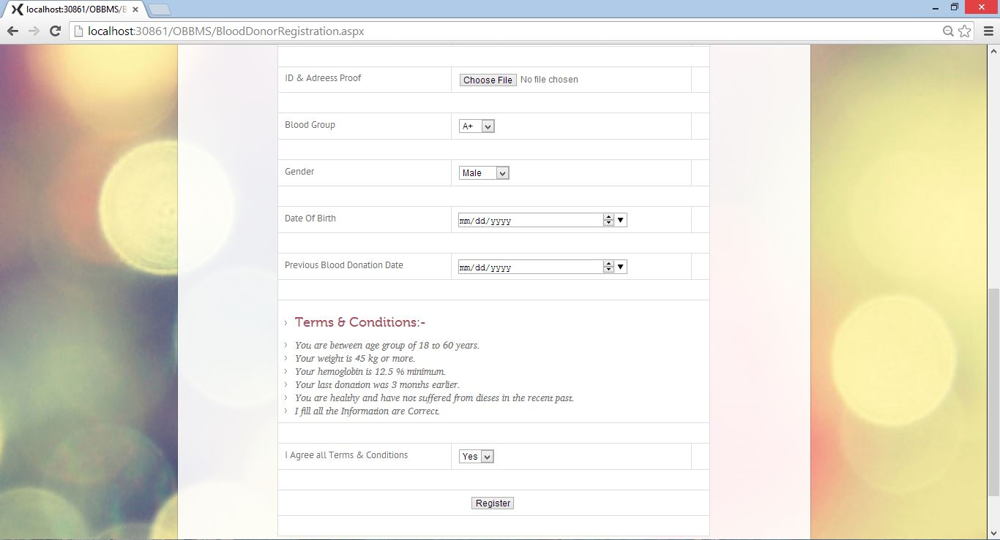 localhost:30861/OBBMS/B
localhost:30861/OBBMS/BloodDonorRegistration.aspx
ID & Adreess Proof
Choose File No file chosen
Blood Group
A+
Gender
Male
Date Of Birth
mm/dd/yyyy
Previous Blood Donation Date
mm/dd/yyyy
Terms & Conditions:-
You are between age group of 18 to 60 years.
Your weight is 45 kg or more.
Your hemoglobin is 12.5 % minimum.
Your last donation was 3 months earlier.
You are healthy and have not suffered from dieses in the recent past.
I fill all the Information are Correct.
I Agree all Terms & Conditions
Yes
Register